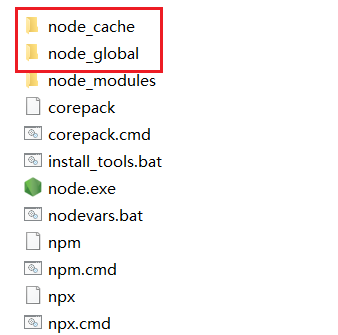 node_cache
node_global
node_modules
corepack
corepack.cmd
install_tools.bat
node.exe
nodevars.bat
npm
npm.cmd
npx
npx.cmd